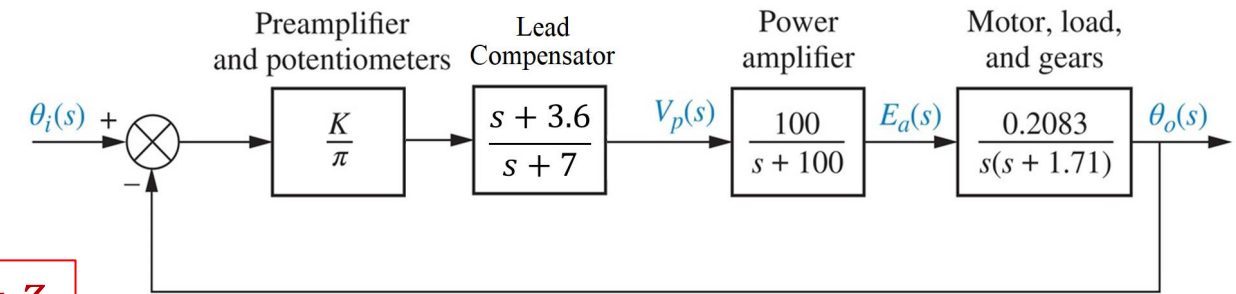 Preamplifier
and potentiometers
Lead
Compensator
Power
amplifier
Motor, load,
and gears
θi(s) +
−
K
π
s + 3.6
s + 7
Vp(s)
100
s + 100
Ea(s)
0.2083
s(s + 1.71)
θo(s)